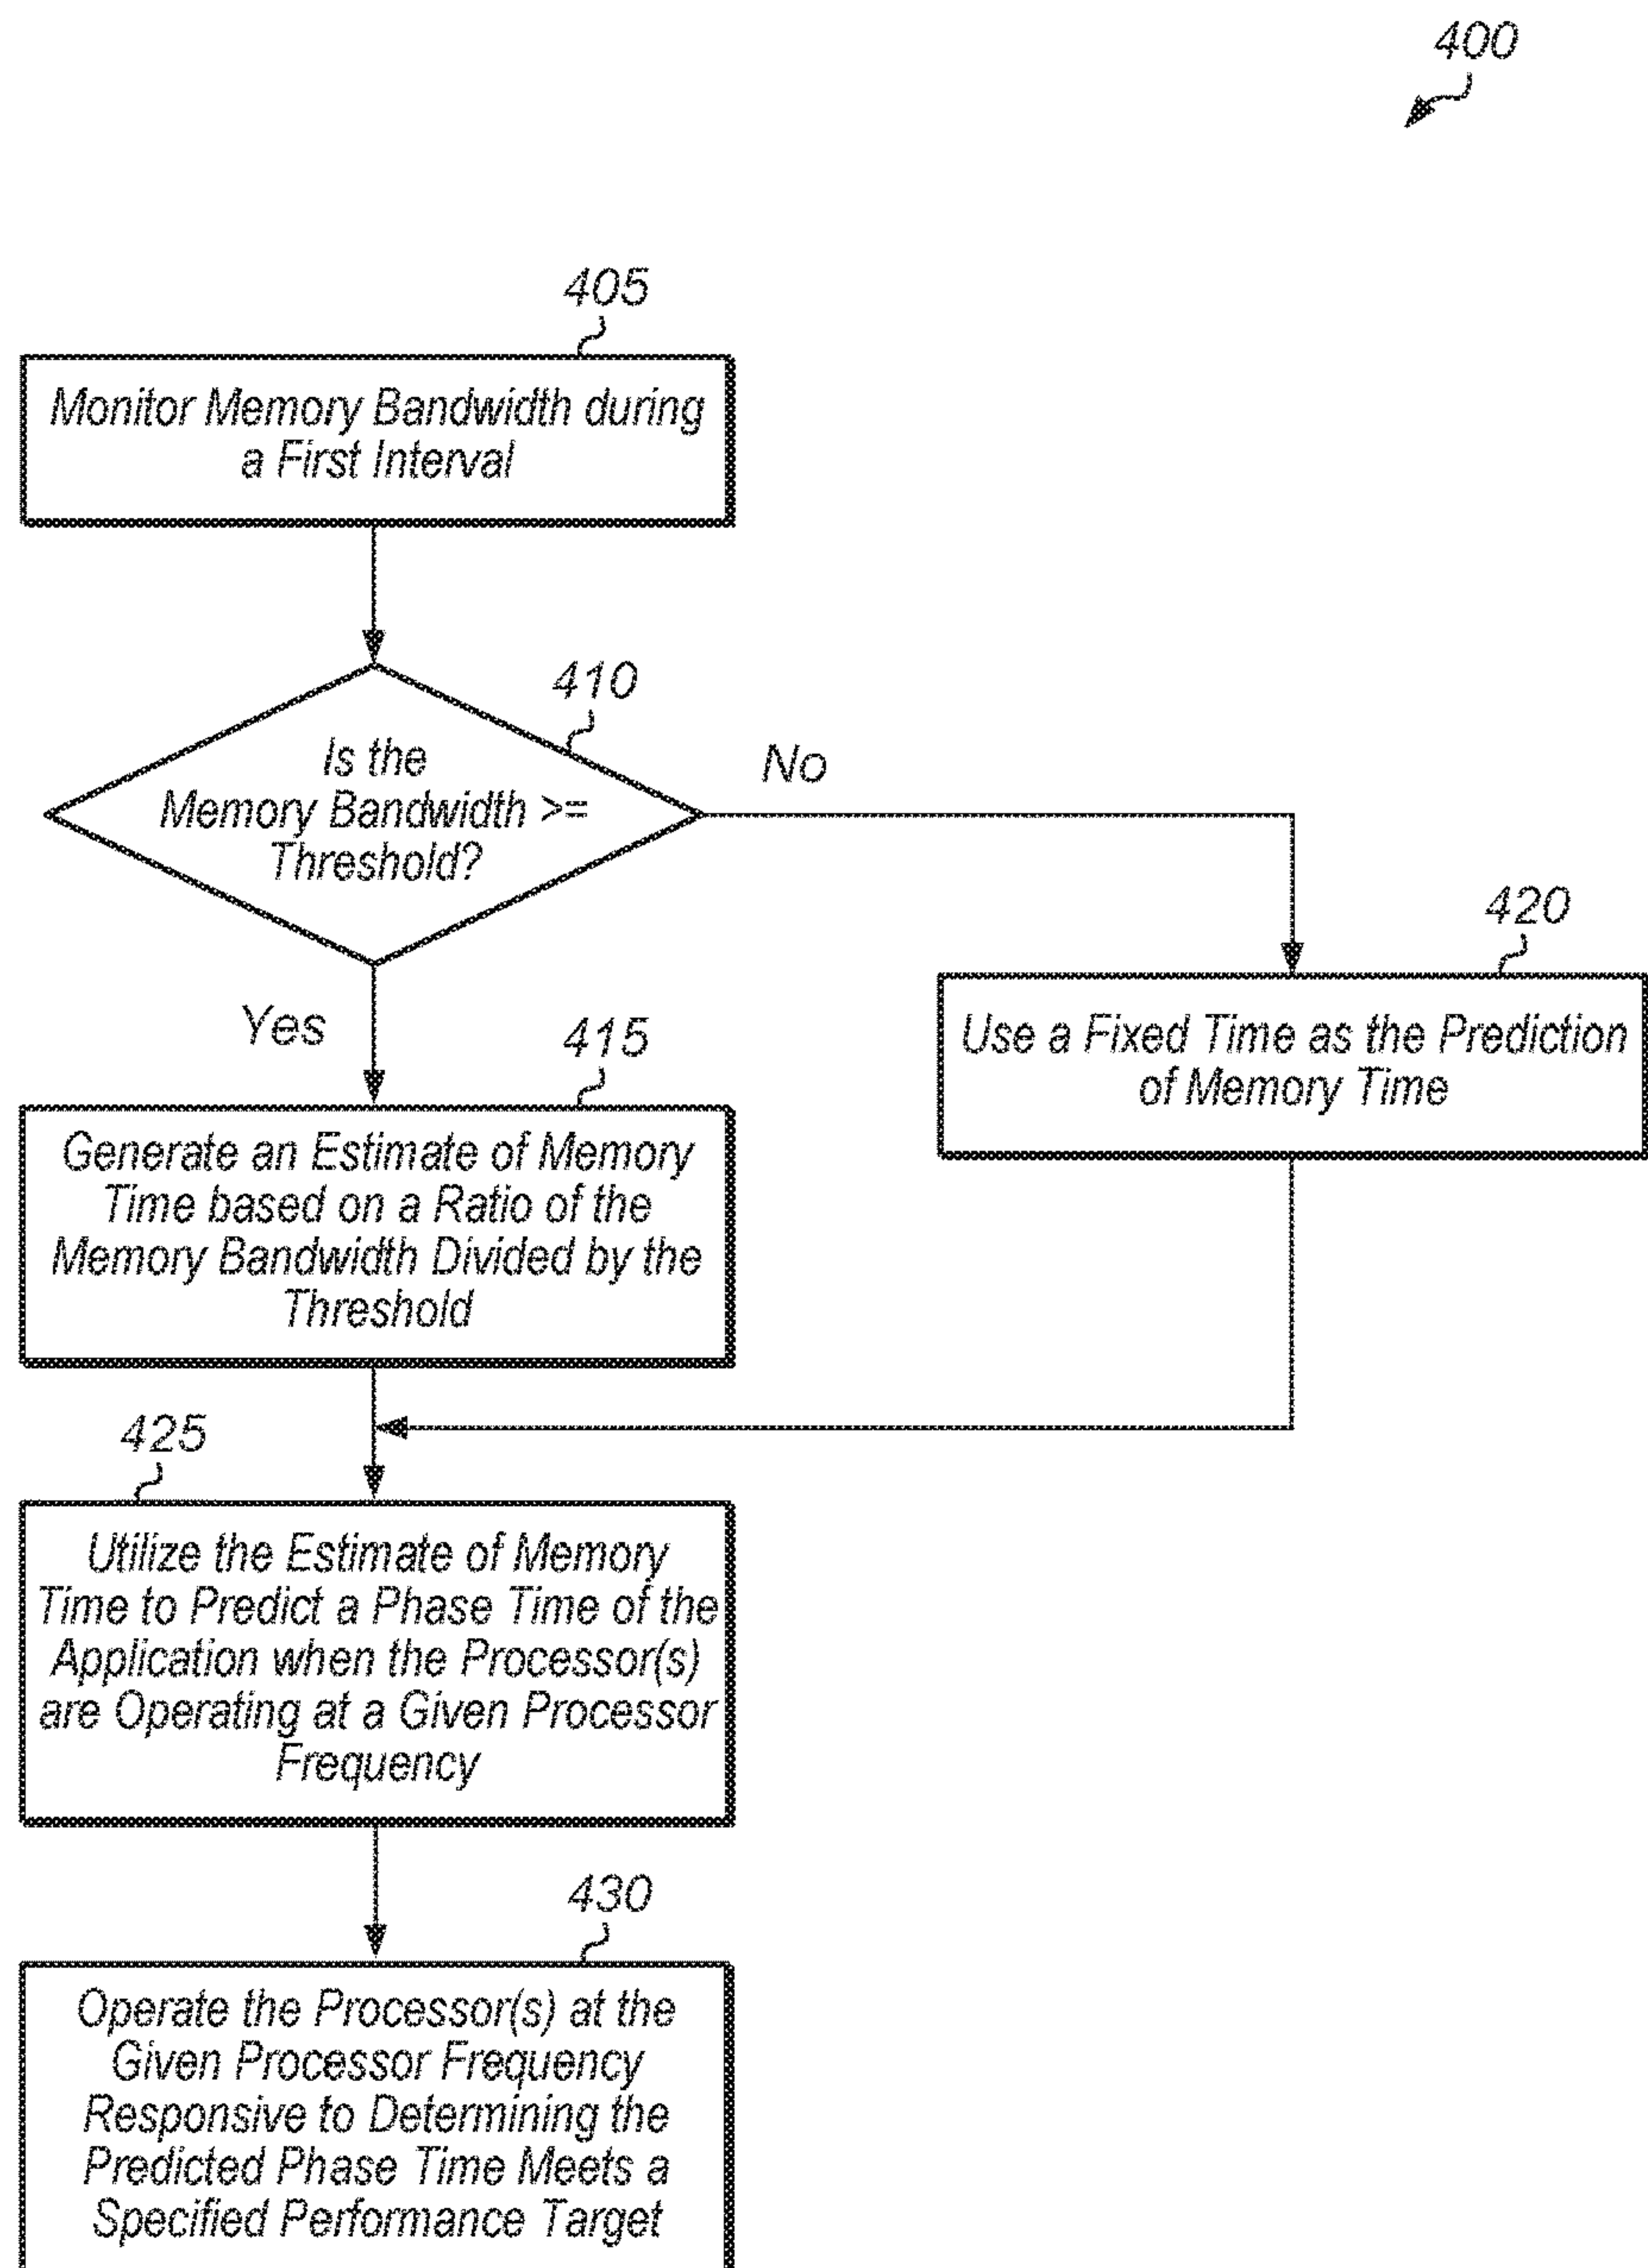 400
405
Monitor Memory Bandwidth during
a First Interval
410
Is the
Memory Bandwidth >=
Threshold?
No
Yes
420
Use a Fixed Time as the Prediction
of Memory Time
415
Generate an Estimate of Memory
Time based on a Ratio of the
Memory Bandwidth Divided by the
Threshold
425
Utilize the Estimate of Memory
Time to Predict a Phase Time of the
Application when the Processor(s)
are Operating at a Given Processor
Frequency
430
Operate the Processor(s) at the
Given Processor Frequency
Responsive to Determining the
Predicted Phase Time Meets a
Specified Performance Target